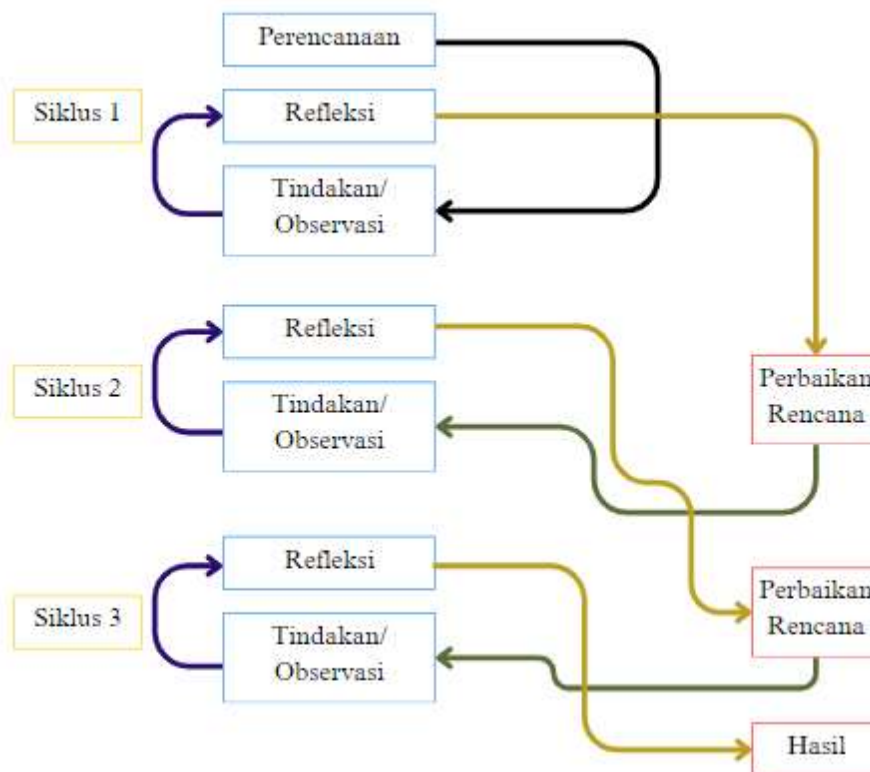 Perencanaan
Siklus 1
Refleksi
Tindakan/
Observasi
Refleksi
Siklus 2
Tindakan/
Observasi
Perbaikan
Rencana
Refleksi
Siklus 3
Tindakan/
Observasi
Perbaikan
Rencana
Hasil